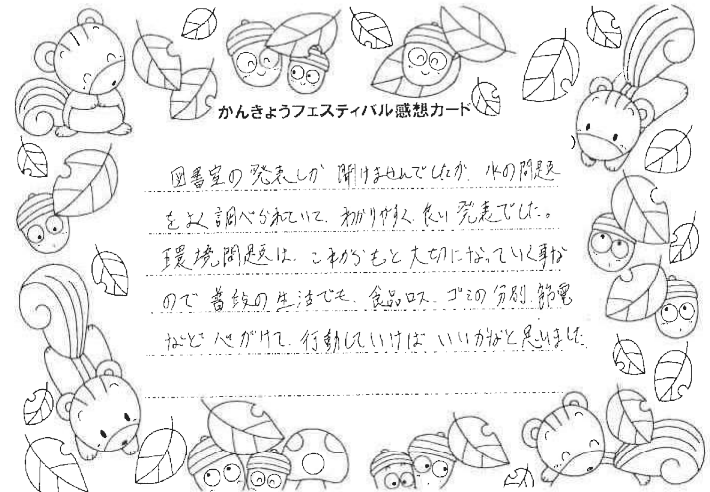 かんきょうフェスティバル感想カード
図書室の発表しか聞けませんでしたが、水の問題
をよく調べられていて、わかりやすく、良い発表でした。
環境問題は、これからもと大切になっていく事な
ので普段の生活でも、食品ロス、ゴミの分別、節電
など心がけて、行動していけばいいかなと思いました